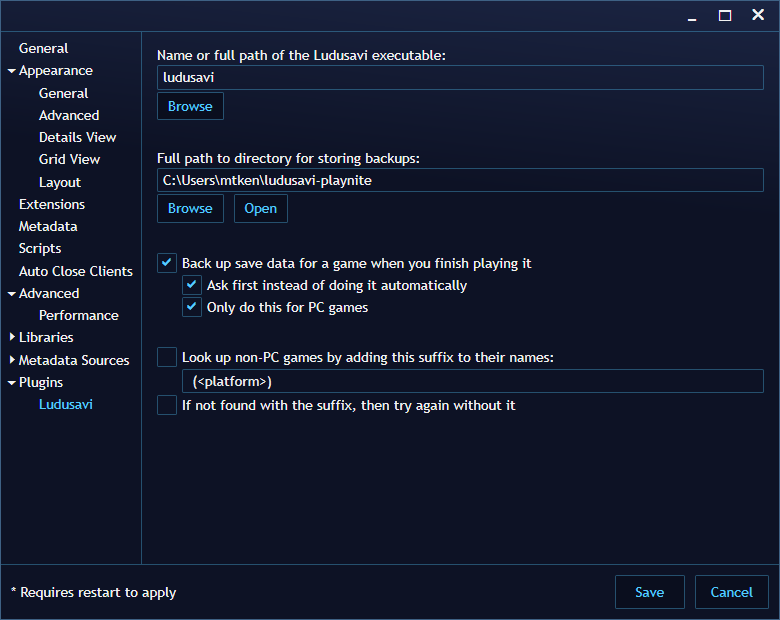 General
Appearance
General
Advanced
Details View
Grid View
Layout
Extensions
Metadata
Scripts
Auto Close Clients
Advanced
Performance
Libraries
Metadata Sources
Plugins
Ludusavi
Name or full path of the Ludusavi executable:
ludusavi
Browse
Full path to directory for storing backups:
C:\Users\mtken\ludusavi-playnite
Browse Open
Back up save data for a game when you finish playing it
Ask first instead of doing it automatically
Only do this for PC games
Look up non-PC games by adding this suffix to their names:
(<platform>)
If not found with the suffix, then try again without it
* Requires restart to apply
Save Cancel